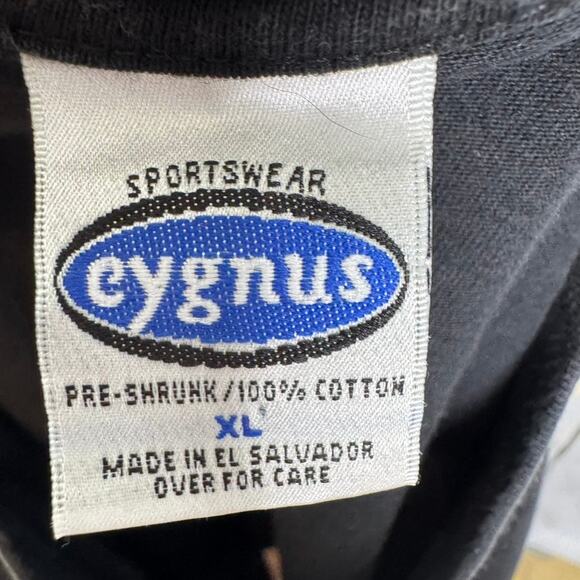 SPORTSWEAR
cygnus
PRE-SHRUNK/100% COTTON
XL
MADE IN EL SALVADOR
OVER FOR CARE